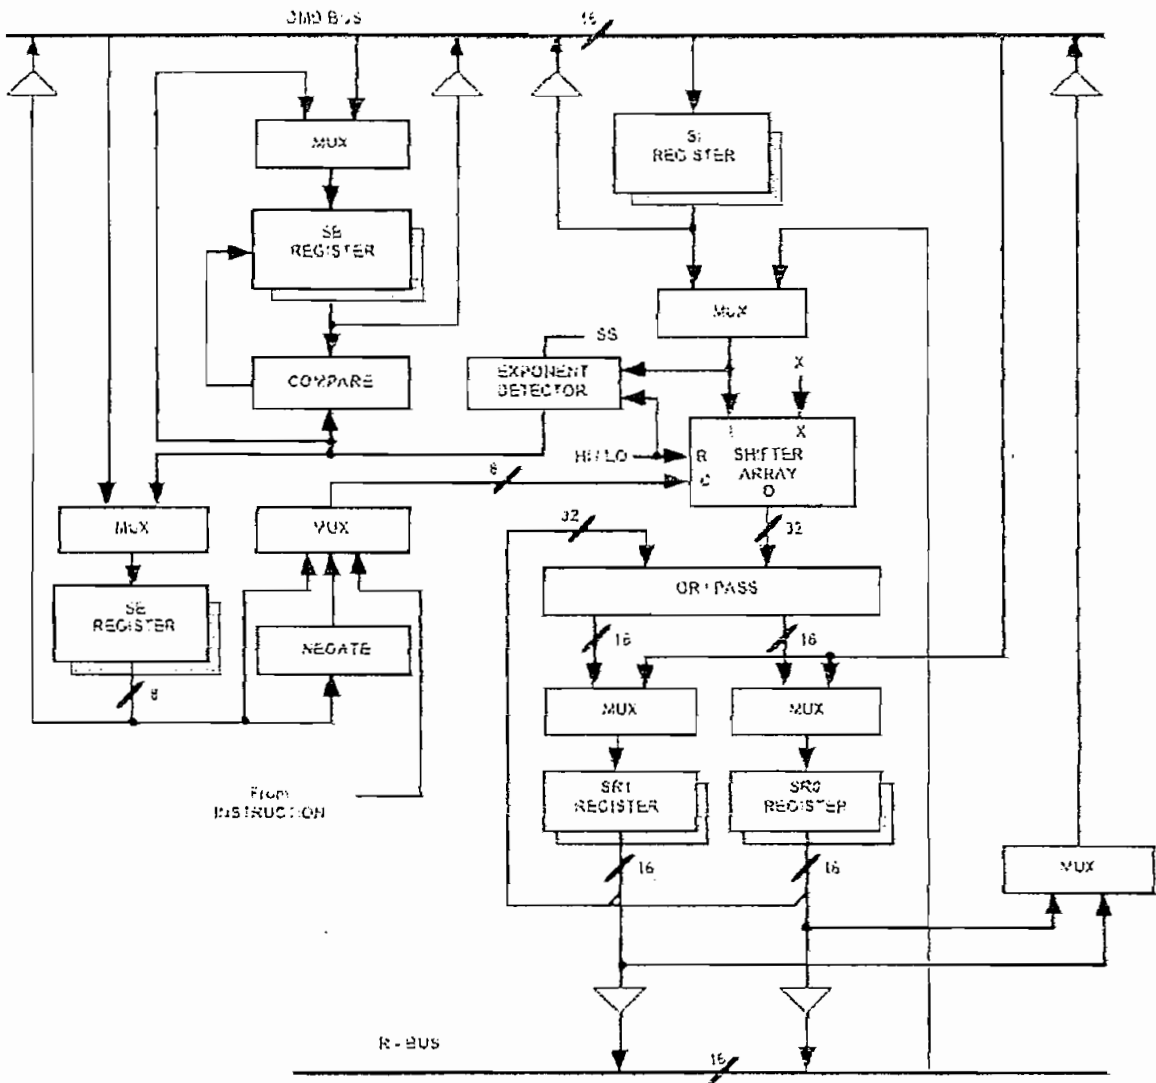 DMD BUS
16
MUX
SI
REGISTER
SB
REGISTER
MUX
SS
COMPARE
EXPONENT
DETECTOR
X
I
X
HI / LO
R
SHIFTER
ARRAY
C
O
8
MUX
MUX
32
32
OR / PASS
SE
REGISTER
NEGATE
16
16
8
MUX
MUX
From
INSTRUCTION
SR1
REGISTER
SR0
REGISTER
16
16
MUX
R - BUS
16